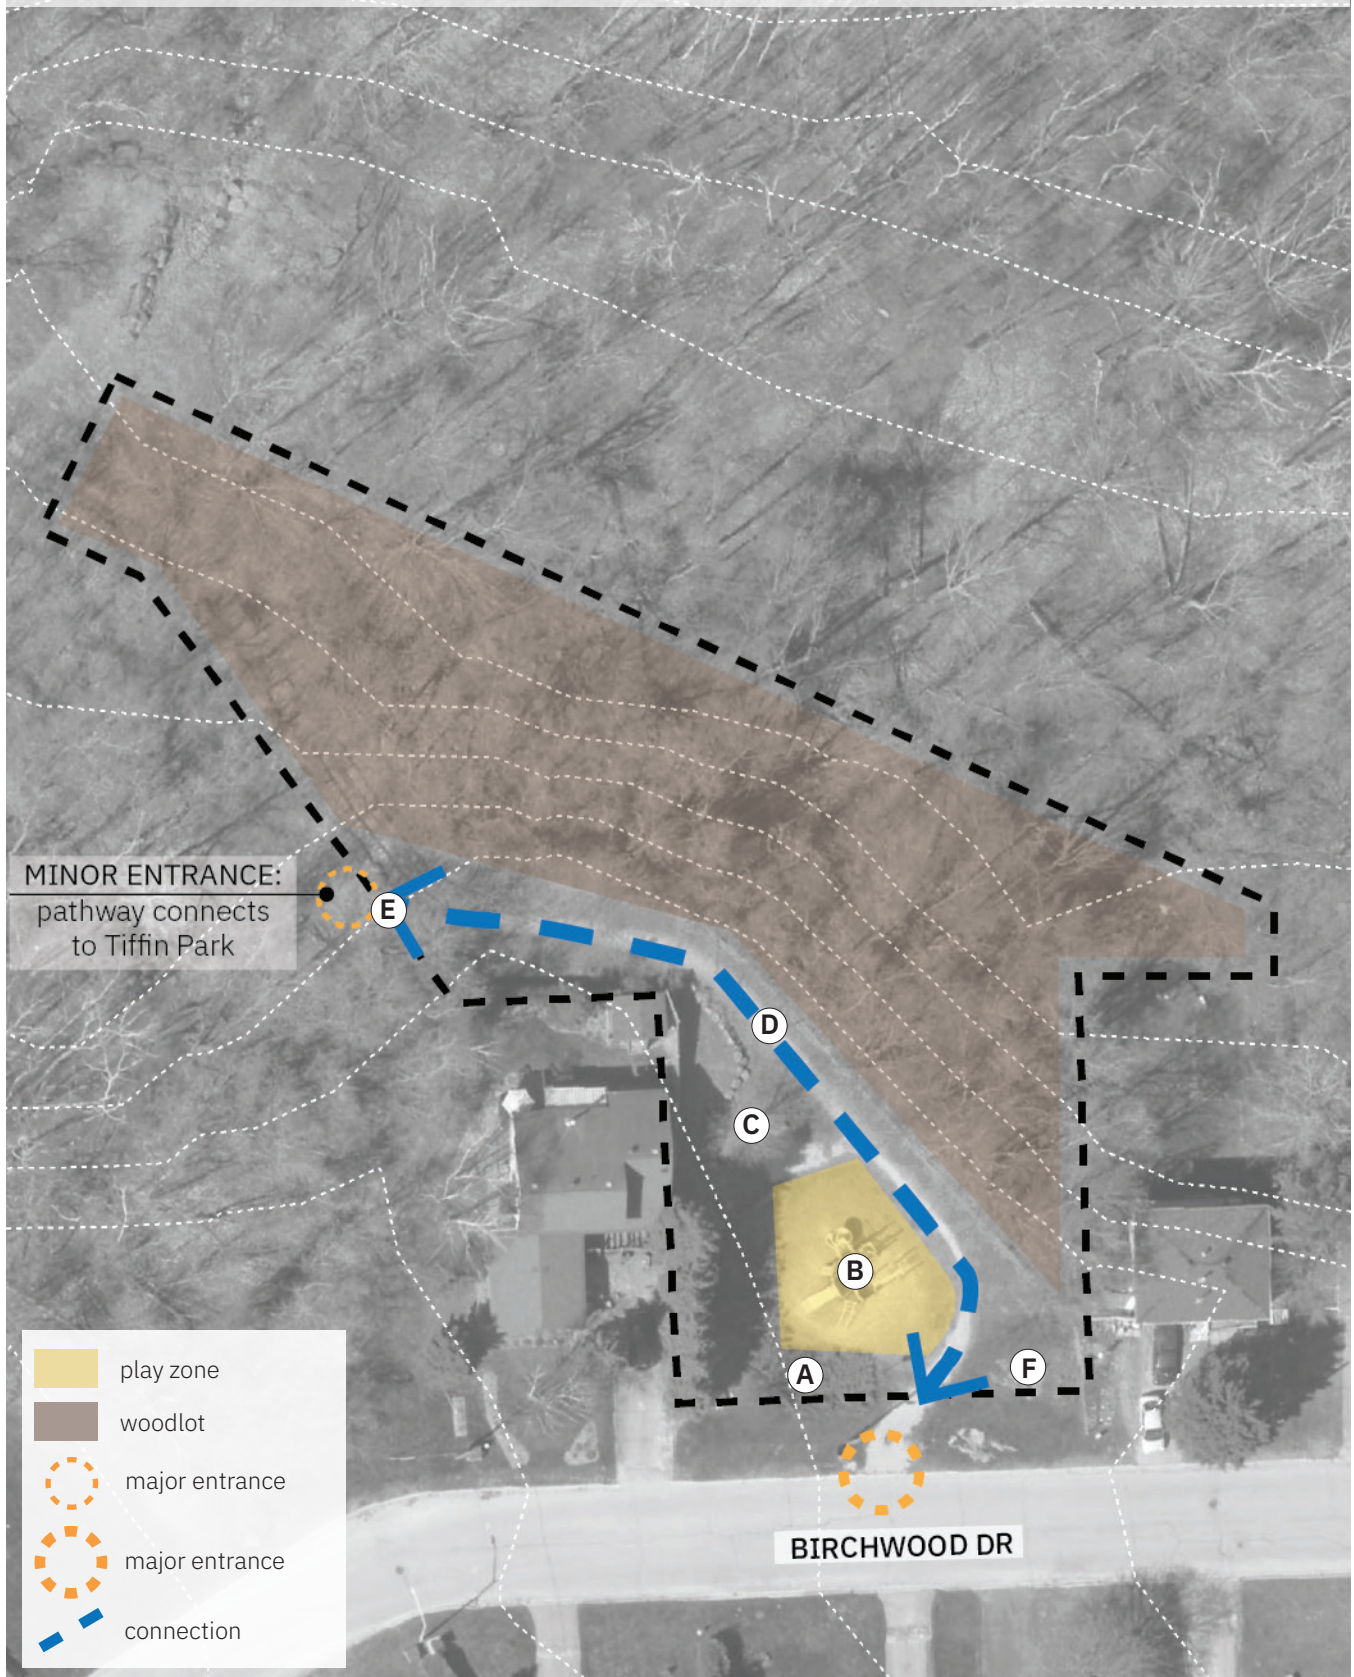 MINOR ENTRANCE:
pathway connects
to Tiffin Park
E
D
C
B
A
F
BIRCHWOOD DR
play zone
woodlot
major entrance
major entrance
connection